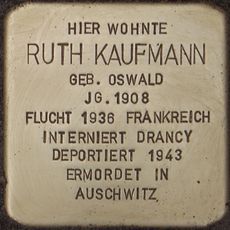 HIER WOHNTE
RUTH KAUFMANN
GEB. OSWALD
JG. 1908
FLUCHT 1936 FRANKREICH
INTERNIERT DRANCY
DEPORTIERT 1943
ERMORDET IN
AUSCHWITZ